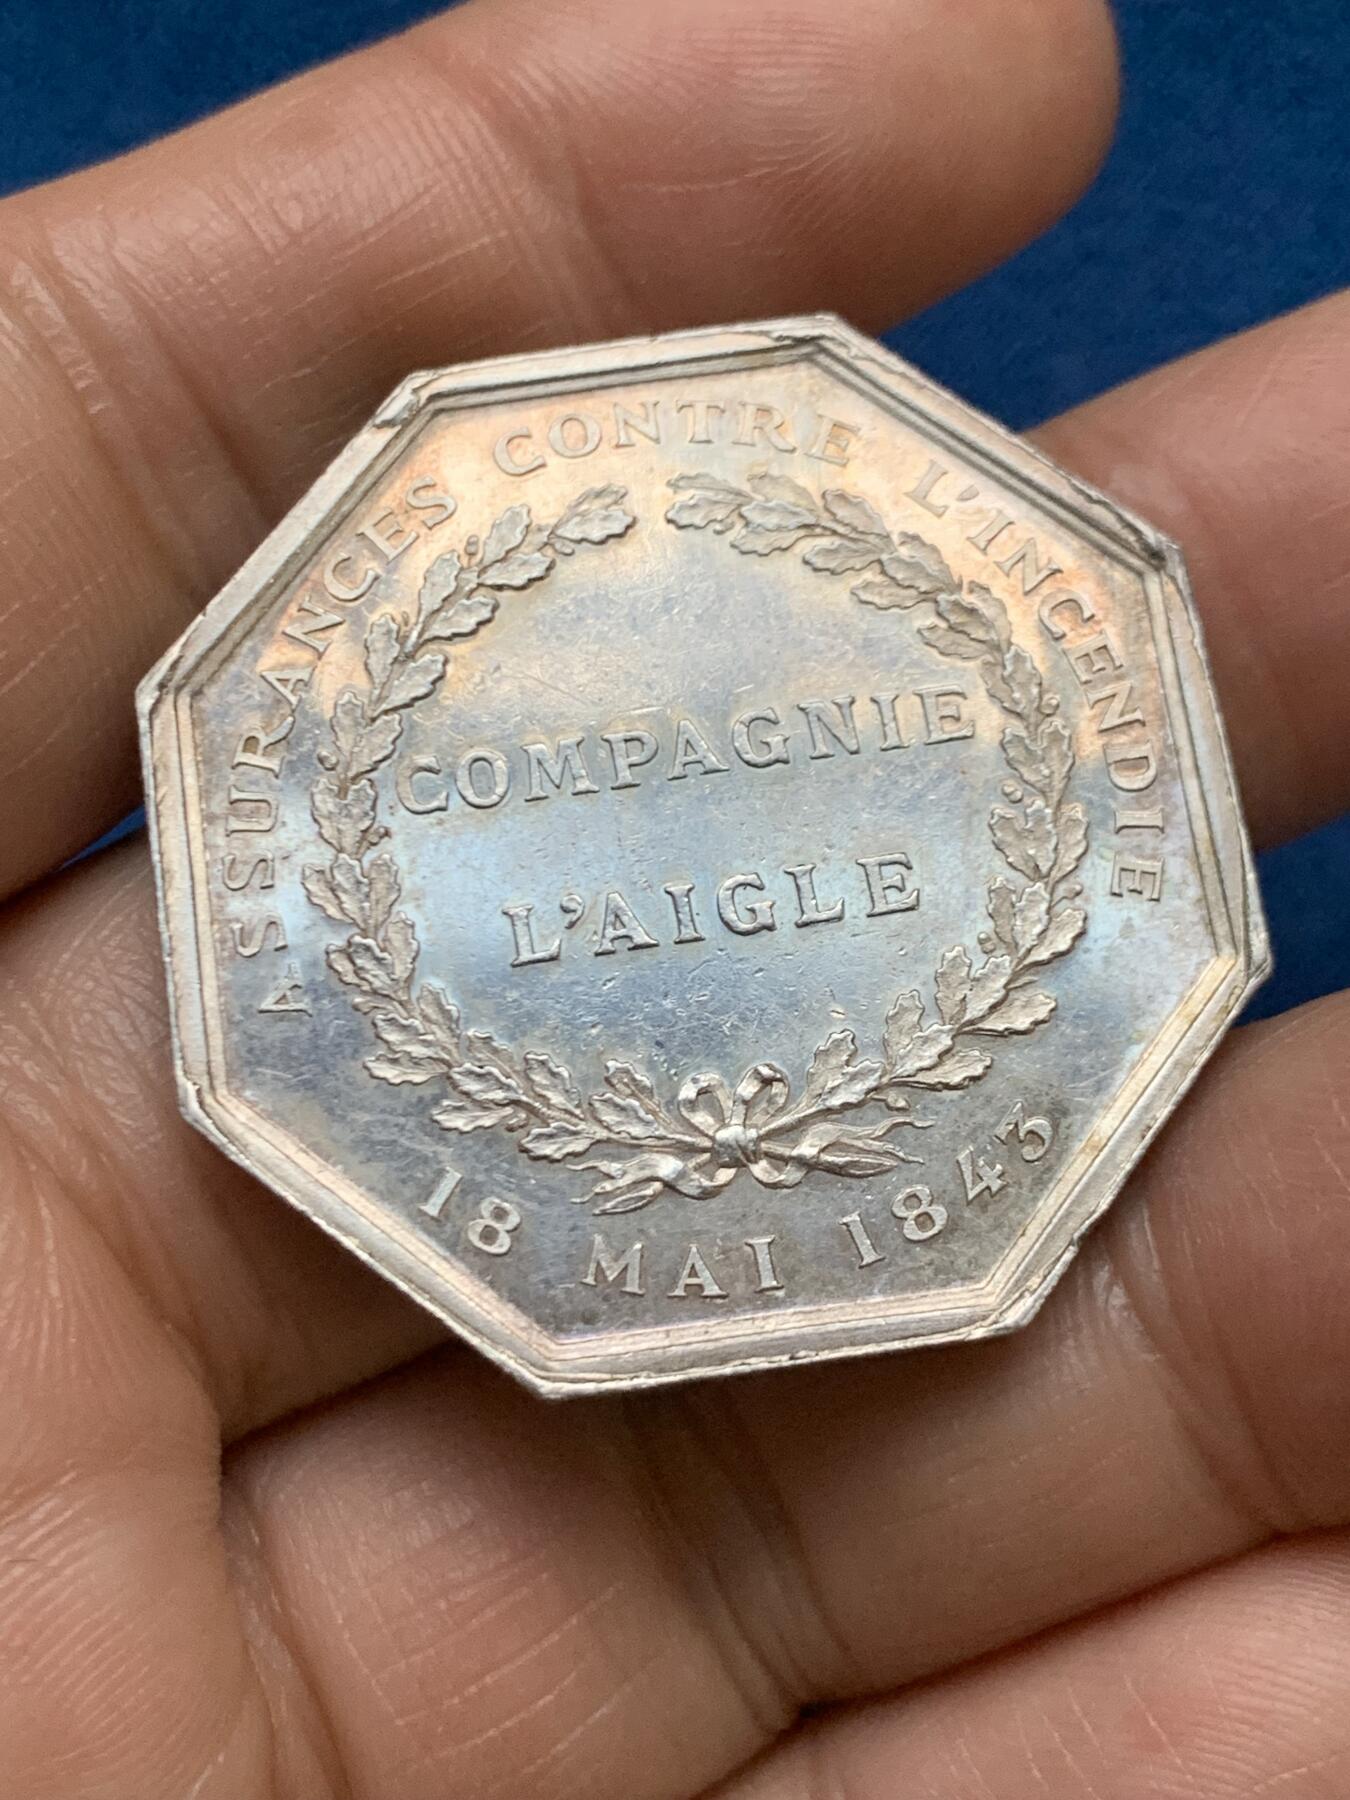 ASSURANCES CONTRE L'INCENDIE
COMPAGNIE
L'AIGLE
18 MAI 1843